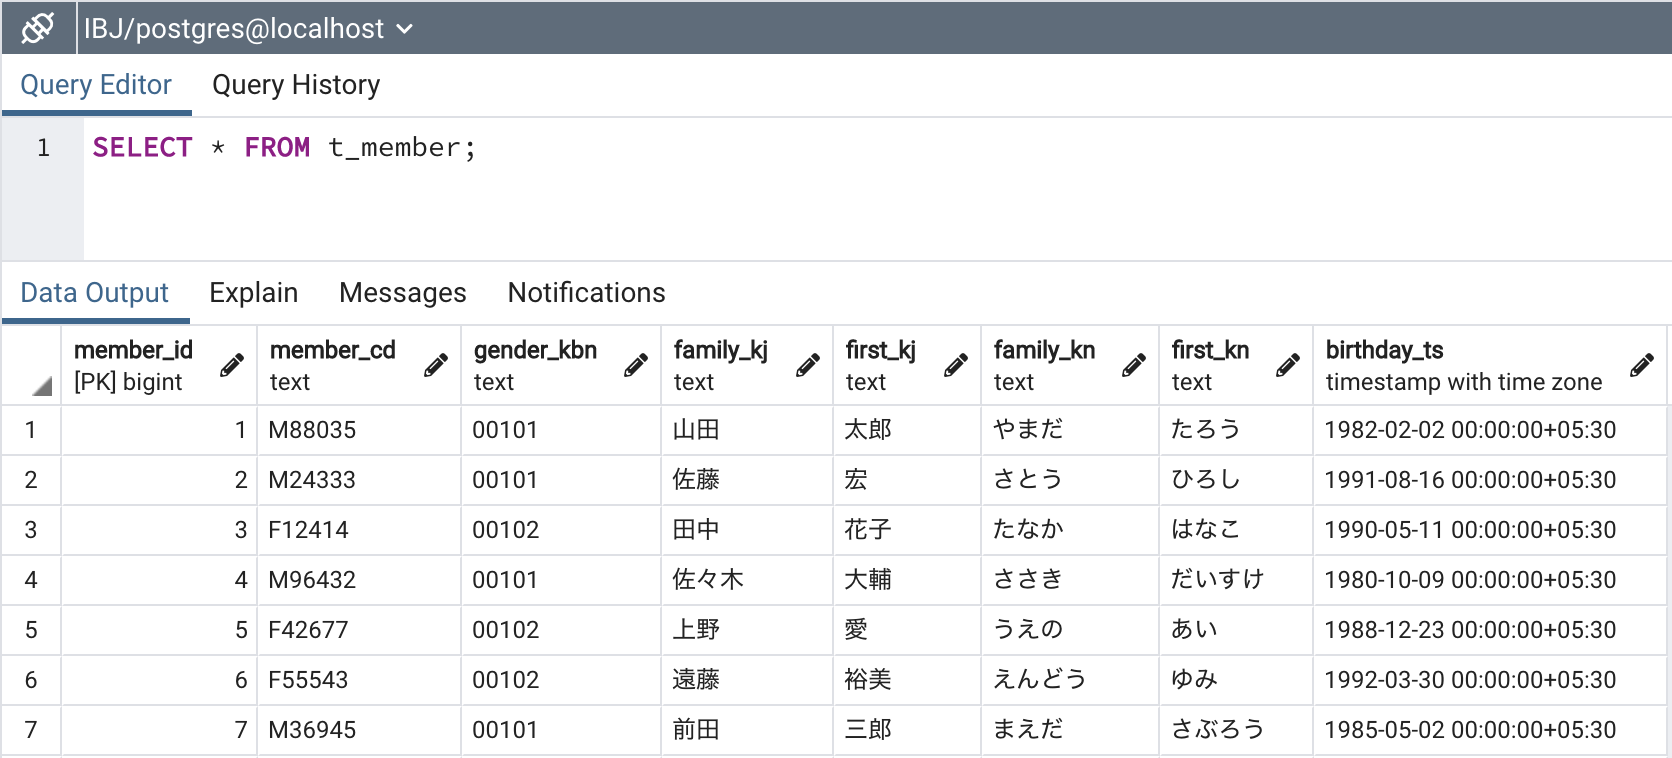 IBJ/postgres@localhost
Query Editor Query History
1 SELECT * FROM t_member;
Data Output Explain Messages Notifications
member_id member_cd gender_kbn family_kj first_kj family_kn first_kn birthday_ts
[PK] bigint text text text text text text timestamp with time zone
1 1 M88035 00101 山田 太郎 やまだ たろう 1982-02-02 00:00:00+05:30
2 2 M24333 00101 佐藤 宏 さとう ひろし 1991-08-16 00:00:00+05:30
3 3 F12414 00102 田中 花子 たなか はなこ 1990-05-11 00:00:00+05:30
4 4 M96432 00101 佐々木 大輔 ささき だいすけ 1980-10-09 00:00:00+05:30
5 5 F42677 00102 上野 愛 うえの あい 1988-12-23 00:00:00+05:30
6 6 F55543 00102 遠藤 裕美 えんどう ゆみ 1992-03-30 00:00:00+05:30
7 7 M36945 00101 前田 三郎 まえだ さぶろう 1985-05-02 00:00:00+05:30